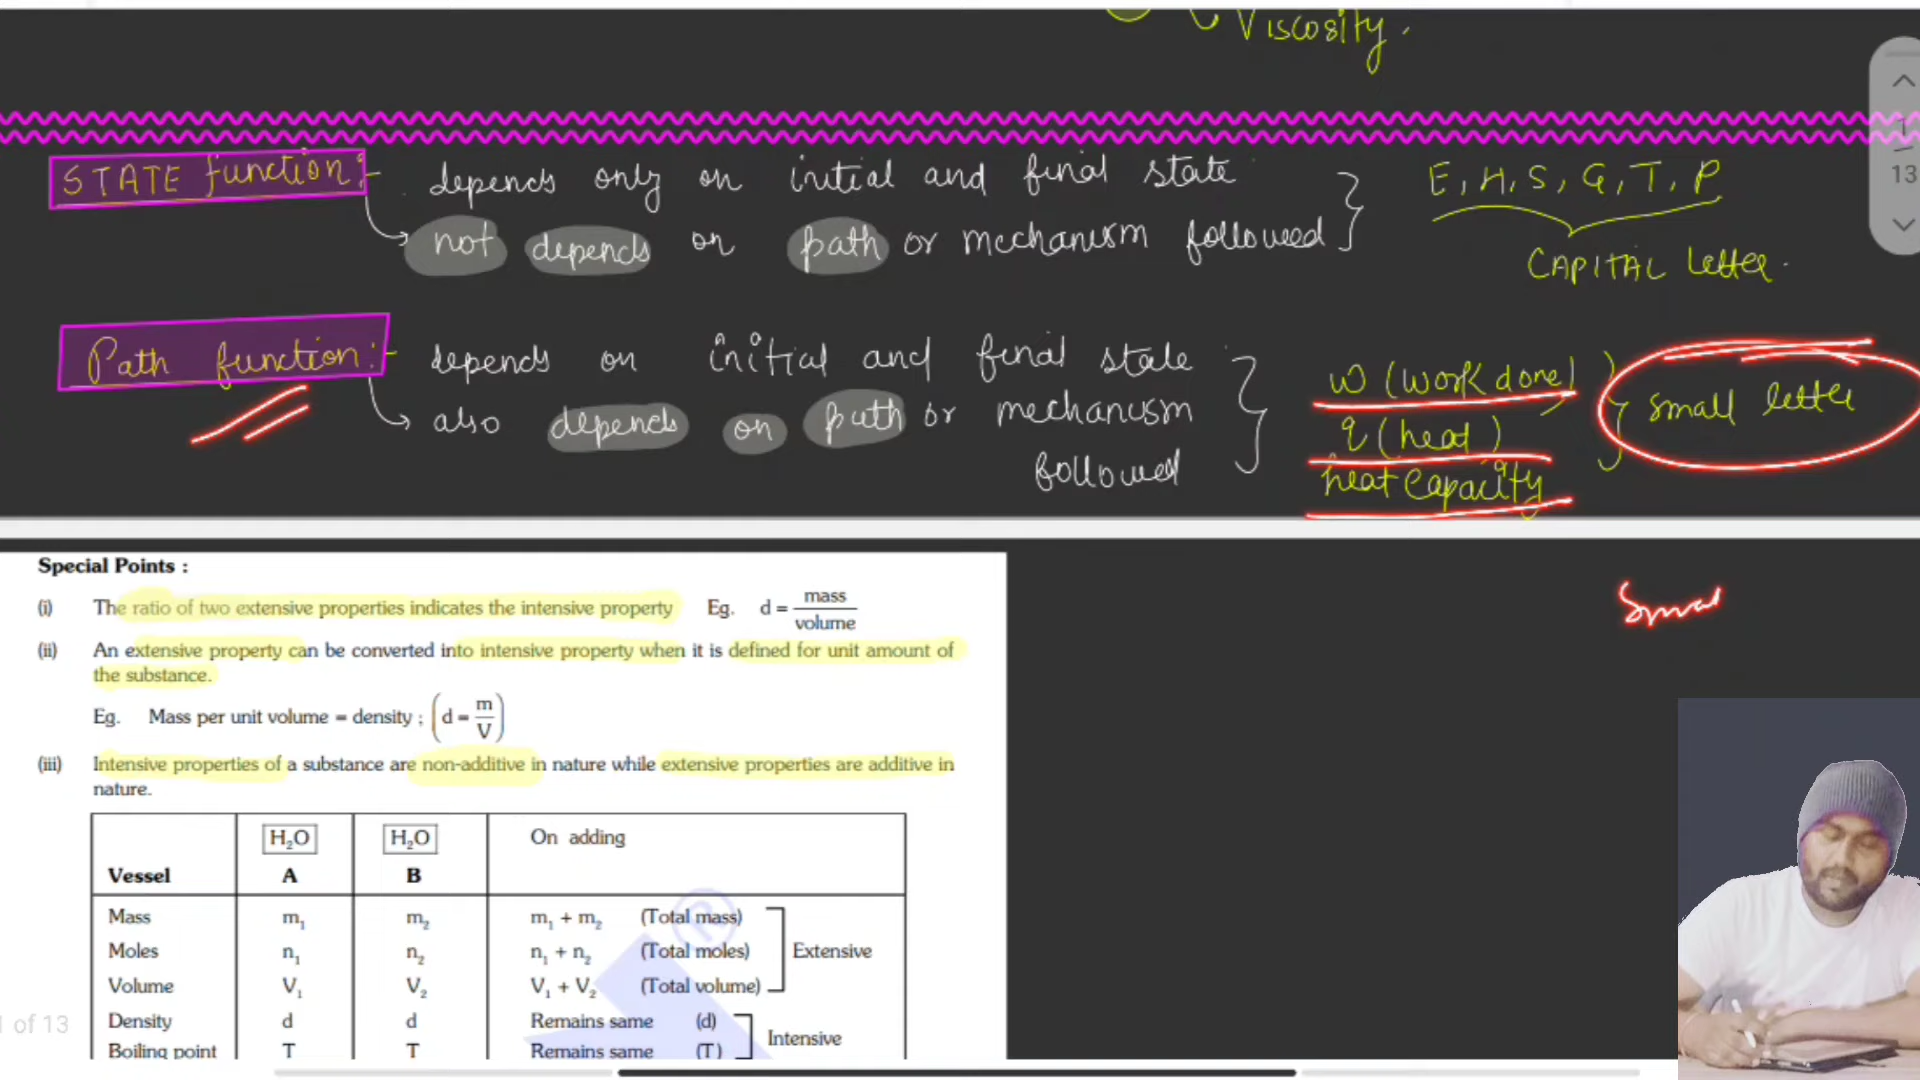 Viscosity.
STATE function:- depends only on initial and final state
E, H, S, G, T, P
not depends on path or mechanism followed
CAPITAL letter.
Path function:- depends on initial and final state
w (work done)
small letter
also depends on path or mechanism
q (heat)
followed
heat capacity
1
13
Special Points :
(i) The ratio of two extensive properties indicates the intensive property Eg. d = mass / volume
(ii) An extensive property can be converted into intensive property when it is defined for unit amount of
the substance.
Eg. Mass per unit volume = density ; (d = m / V)
(iii) Intensive properties of a substance are non-additive in nature while extensive properties are additive in
nature.
Smal
H₂O H₂O On adding
Vessel A B
Mass m₁ m₂ m₁ + m₂ (Total mass)
Moles n₁ n₂ n₁ + n₂ (Total moles) Extensive
Volume V₁ V₂ V₁ + V₂ (Total volume)
Density d d Remains same (d)
Intensive
Boiling point T T Remains same (T)
of 13
®